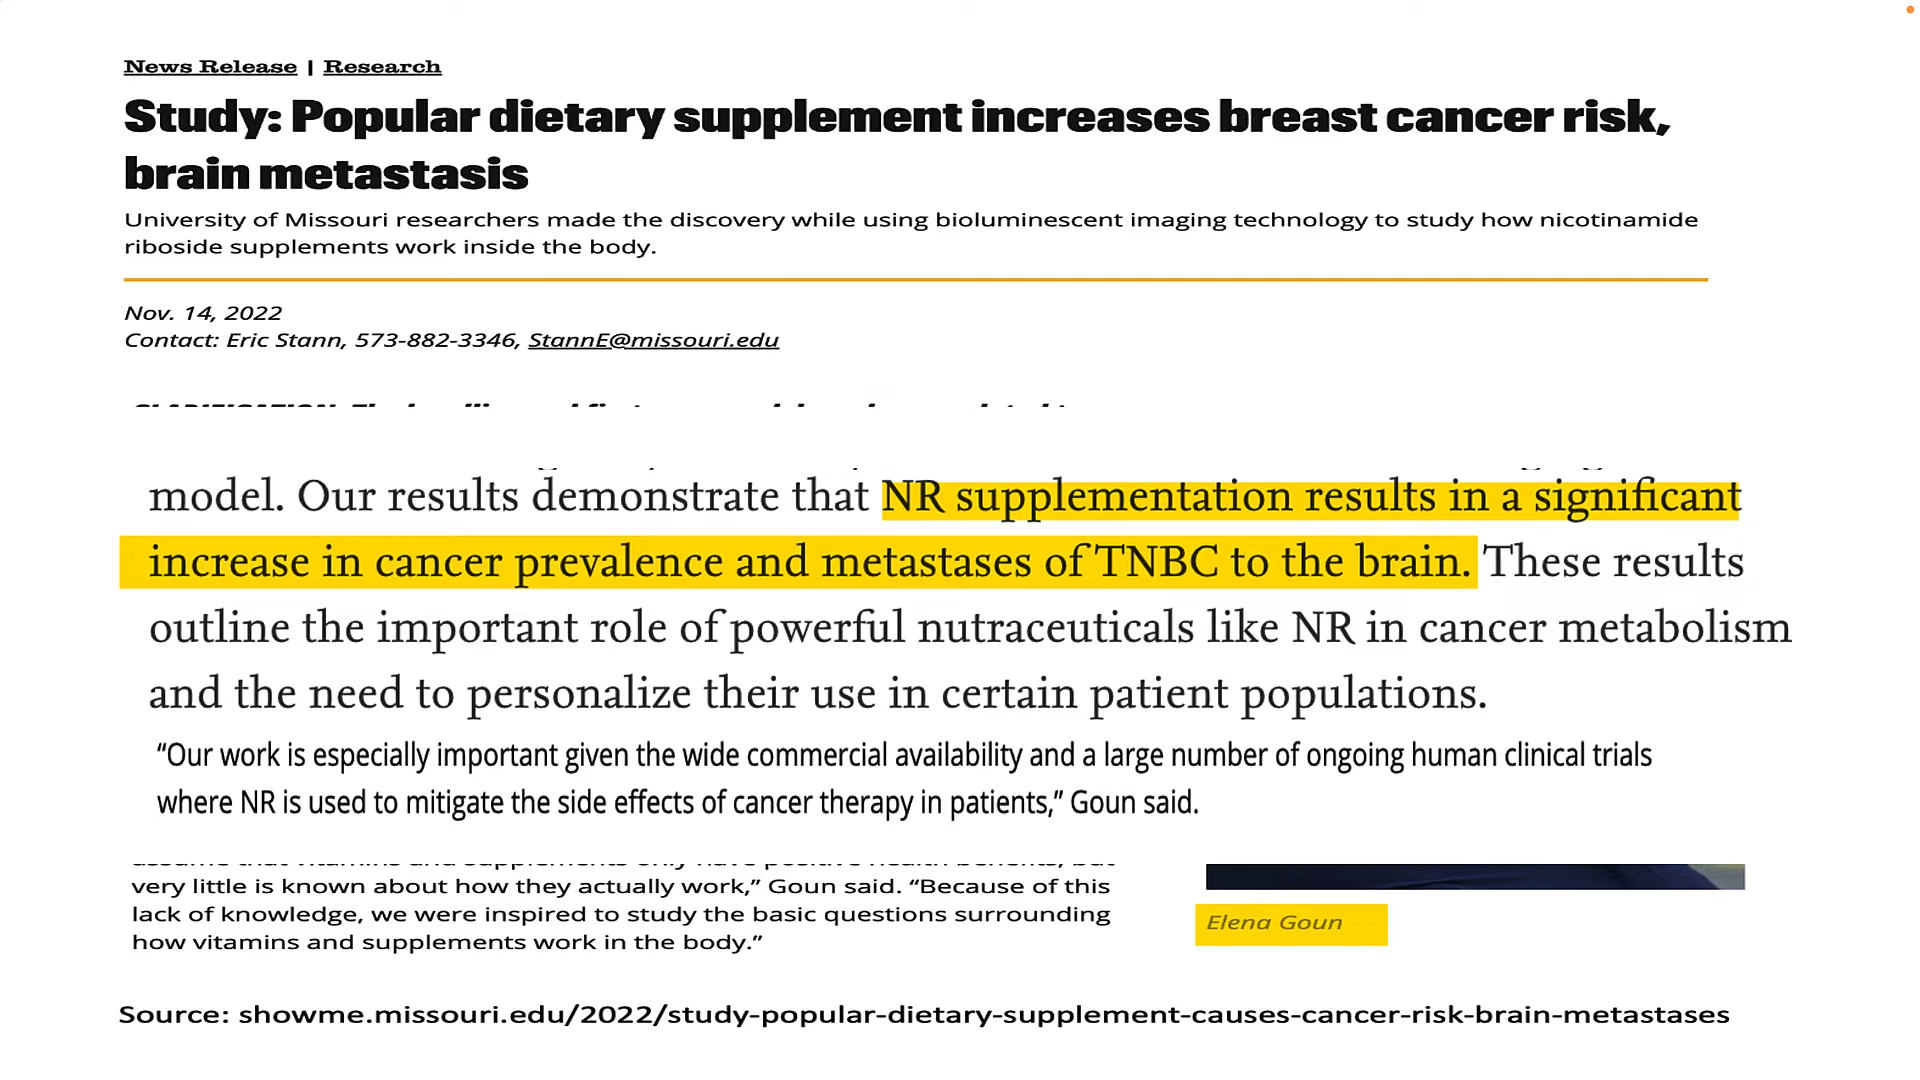 News Release | Research
Study: Popular dietary supplement increases breast cancer risk,
brain metastasis
University of Missouri researchers made the discovery while using bioluminescent imaging technology to study how nicotinamide
riboside supplements work inside the body.
Nov. 14, 2022
Contact: Eric Stann, 573-882-3346, StannE@missouri.edu
model. Our results demonstrate that NR supplementation results in a significant
increase in cancer prevalence and metastases of TNBC to the brain. These results
outline the important role of powerful nutraceuticals like NR in cancer metabolism
and the need to personalize their use in certain patient populations.
“Our work is especially important given the wide commercial availability and a large number of ongoing human clinical trials
where NR is used to mitigate the side effects of cancer therapy in patients,” Goun said.
very little is known about how they actually work,” Goun said. “Because of this
lack of knowledge, we were inspired to study the basic questions surrounding
how vitamins and supplements work in the body.”
Elena Goun
Source: showme.missouri.edu/2022/study-popular-dietary-supplement-causes-cancer-risk-brain-metastases